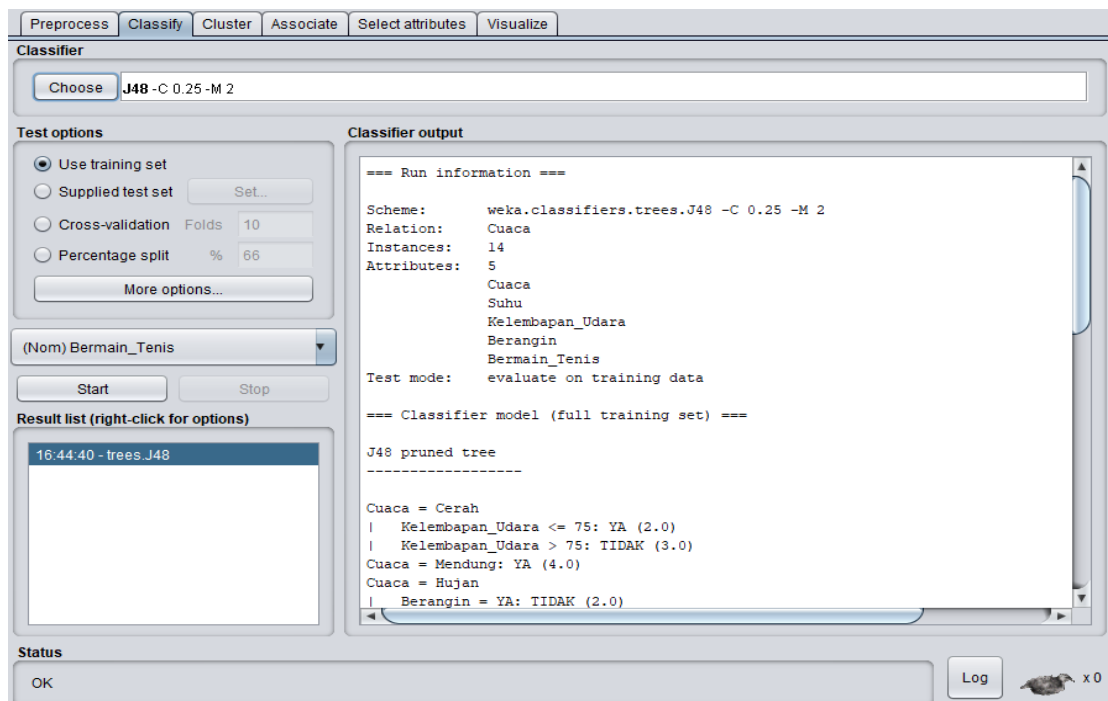 Preprocess Classify Cluster Associate Select attributes Visualize
Classifier
Choose J48 -C 0.25 -M 2
Test options
Use training set
Supplied test set Set...
Cross-validation Folds 10
Percentage split % 66
More options...
(Nom) Bermain_Tenis
Start Stop
Result list (right-click for options)
16:44:40 - trees.J48
Classifier output
=== Run information ===
Scheme: weka.classifiers.trees.J48 -C 0.25 -M 2
Relation: Cuaca
Instances: 14
Attributes: 5
Cuaca
Suhu
Kelembapan_Udara
Berangin
Bermain_Tenis
Test mode: evaluate on training data
=== Classifier model (full training set) ===
J48 pruned tree
------------------
Cuaca = Cerah
|   Kelembapan_Udara <= 75: YA (2.0)
|   Kelembapan_Udara > 75: TIDAK (3.0)
Cuaca = Mendung: YA (4.0)
Cuaca = Hujan
|   Berangin = YA: TIDAK (2.0)
Status
OK
Log x 0